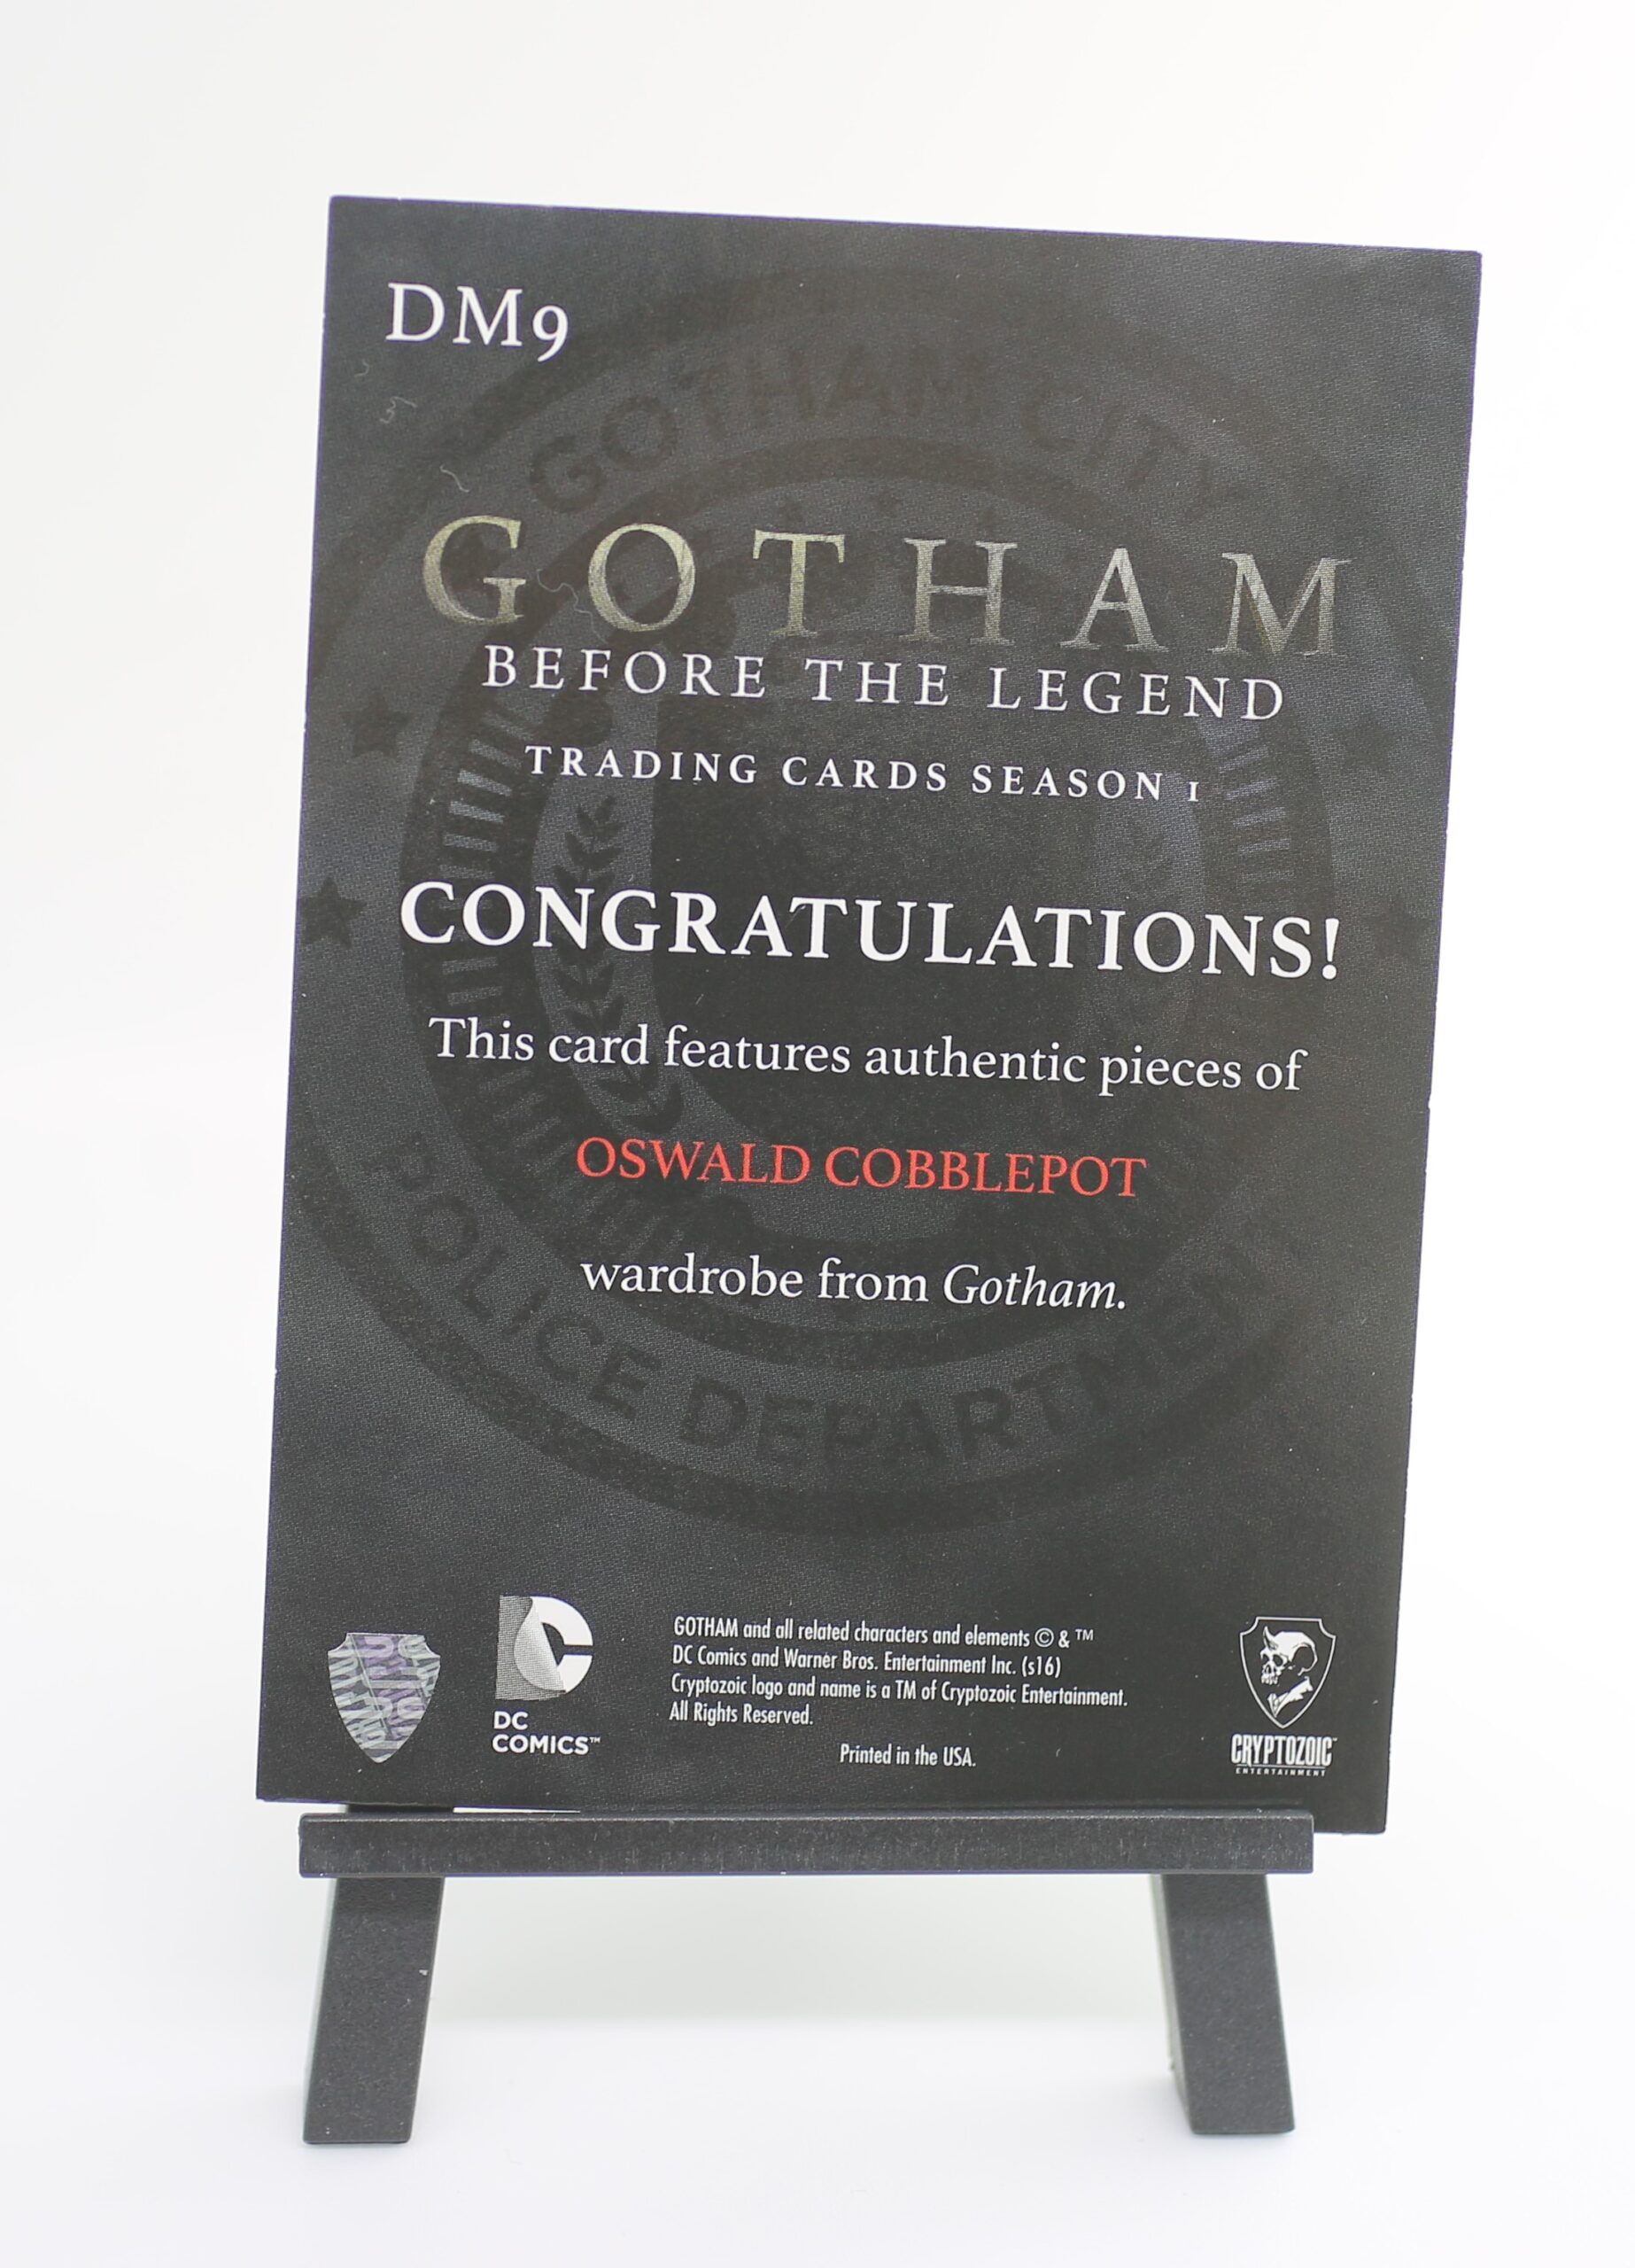 DM9
GOTHAM CITY
GOTHAM
BEFORE THE LEGEND
TRADING CARDS SEASON 1
CONGRATULATIONS!
This card features authentic pieces of
OSWALD COBBLEPOT
wardrobe from Gotham.
POLICE DEPARTMENT
DC
COMICS™
GOTHAM and all related characters and elements © & ™
DC Comics and Warner Bros. Entertainment Inc. (s16)
Cryptozoic logo and name is a TM of Cryptozoic Entertainment.
All Rights Reserved.
Printed in the USA.
CRYPTOZOIC™
ENTERTAINMENT